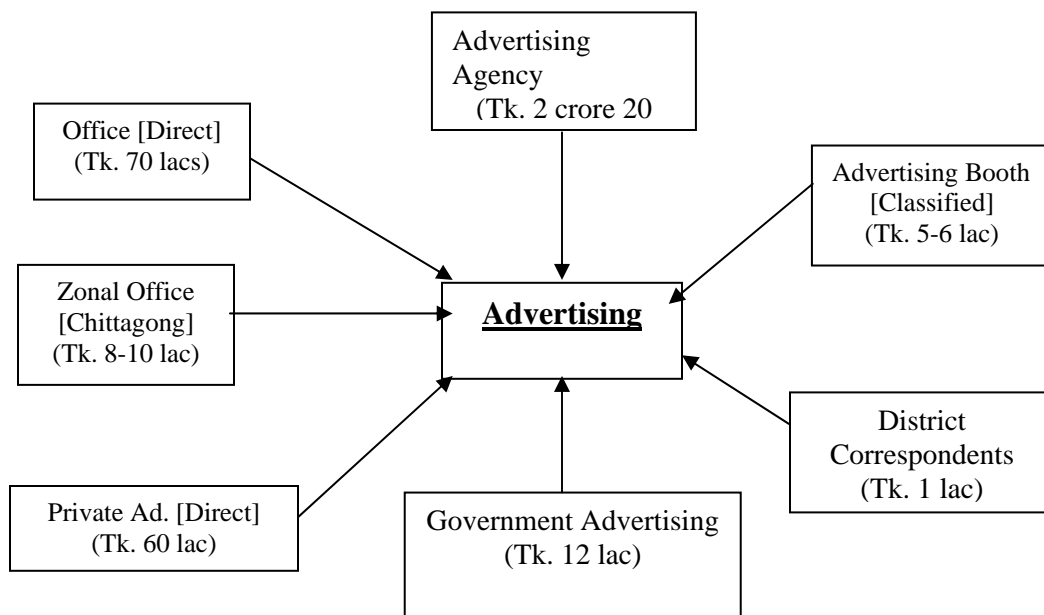 Advertising
Agency
(Tk. 2 crore 20
Office [Direct]
(Tk. 70 lacs)
Advertising Booth
[Classified]
(Tk. 5-6 lac)
Zonal Office
[Chittagong]
(Tk. 8-10 lac)
Advertising
District
Correspondents
(Tk. 1 lac)
Private Ad. [Direct]
(Tk. 60 lac)
Government Advertising
(Tk. 12 lac)